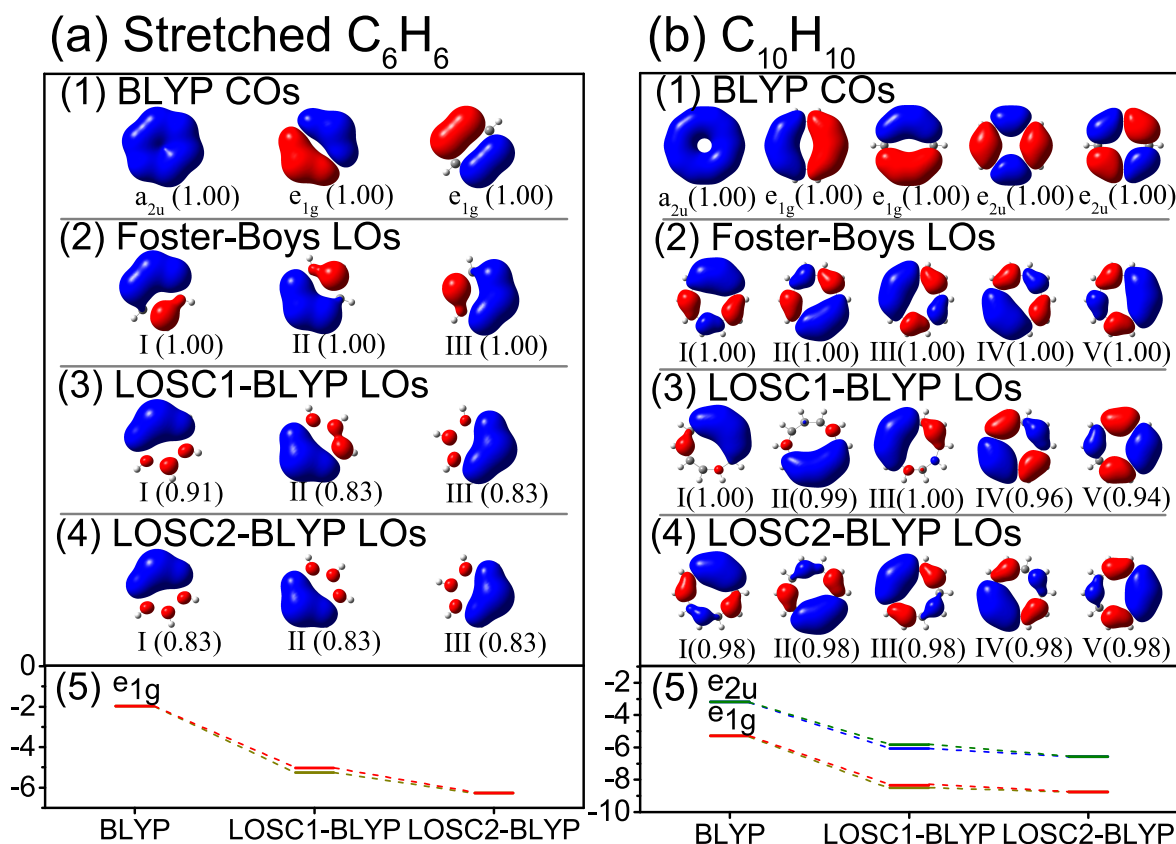 (a) Stretched C6H6
(1) BLYP COs
a2u (1.00) e1g (1.00) e1g (1.00)
(2) Foster-Boys LOs
I (1.00) II (1.00) III (1.00)
(3) LOSC1-BLYP LOs
I (0.91) II (0.83) III (0.83)
(4) LOSC2-BLYP LOs
I (0.83) II (0.83) III (0.83)
(5) e1g
0
-2
-4
-6
BLYP LOSC1-BLYP LOSC2-BLYP
(b) C10H10
(1) BLYP COs
a2u(1.00) e1g(1.00) e1g(1.00) e2u(1.00) e2u(1.00)
(2) Foster-Boys LOs
I(1.00) II(1.00) III(1.00) IV(1.00) V(1.00)
(3) LOSC1-BLYP LOs
I(1.00) II(0.99) III(1.00) IV(0.96) V(0.94)
(4) LOSC2-BLYP LOs
I(0.98) II(0.98) III(0.98) IV(0.98) V(0.98)
(5) e2u
e1g
-2
-4
-6
-8
-10
BLYP LOSC1-BLYP LOSC2-BLYP